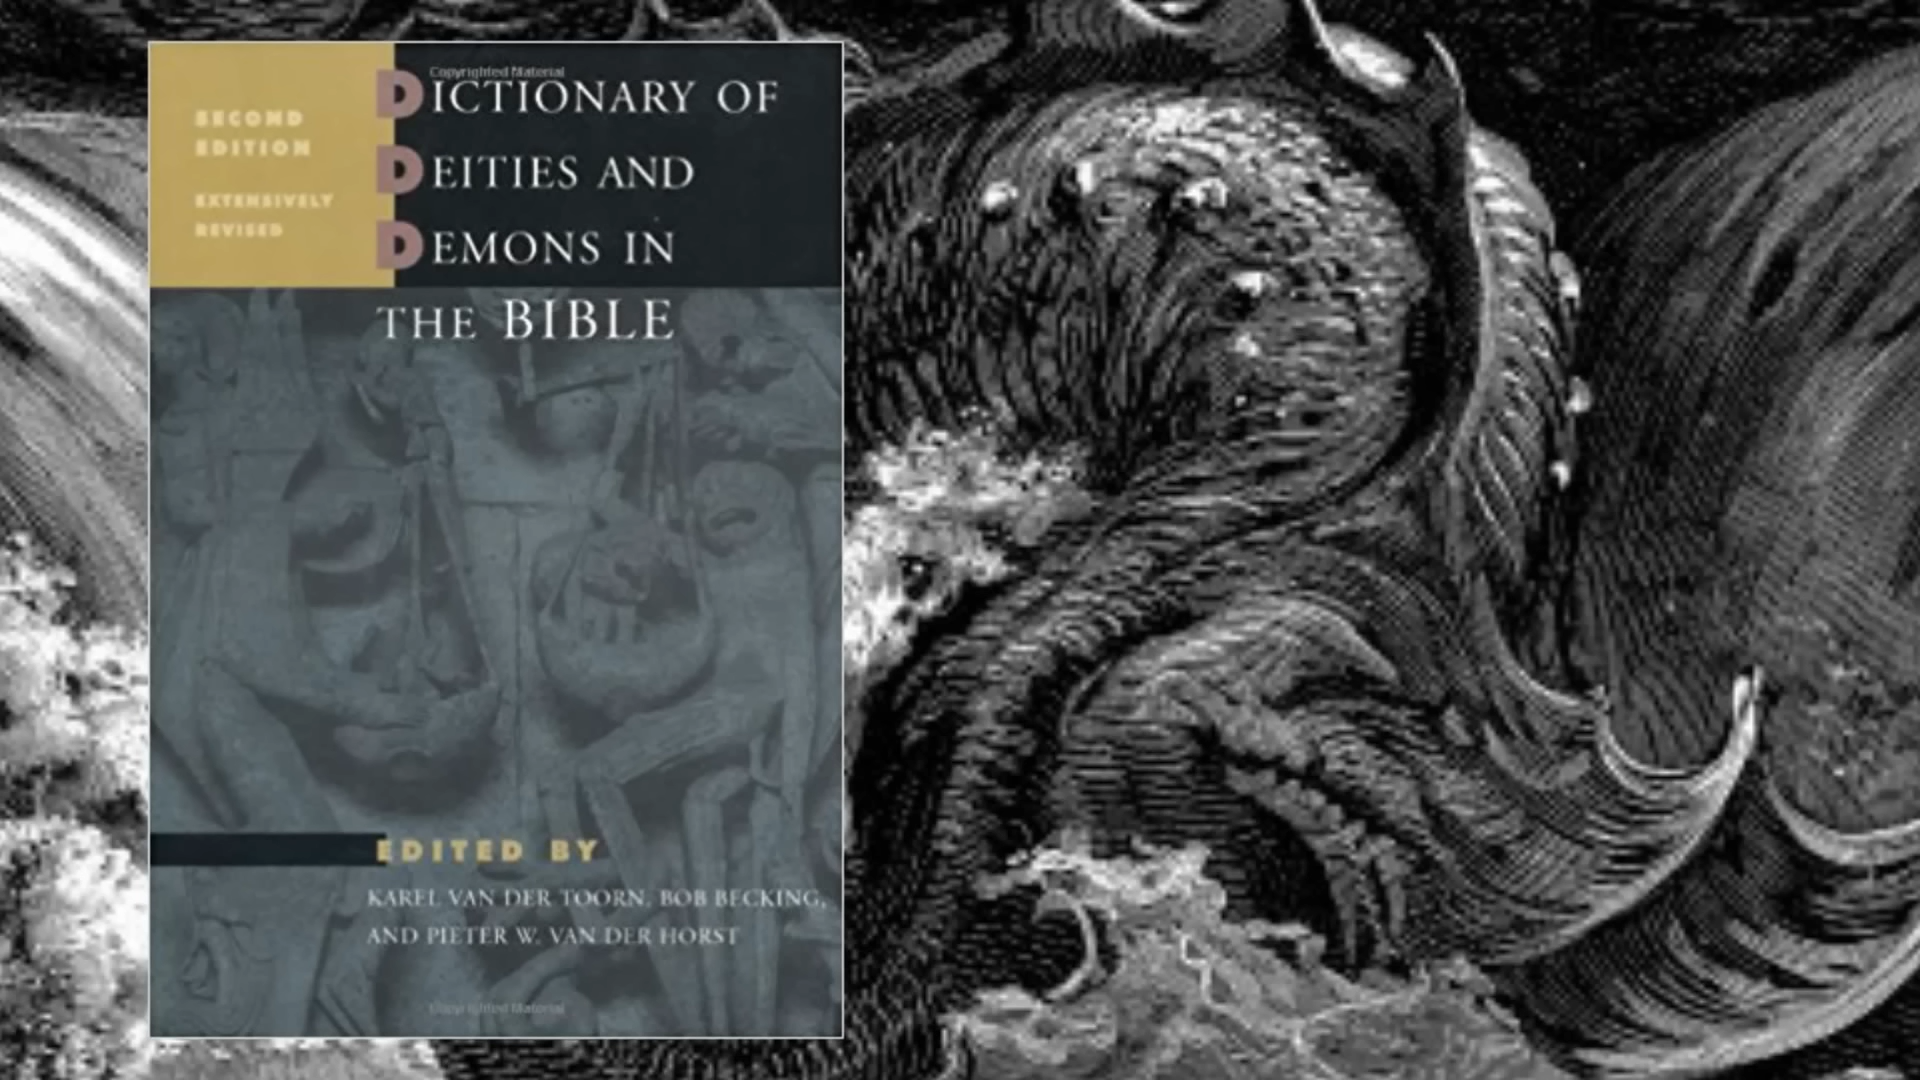 Copyrighted Material
DICTIONARY OF
DEITIES AND
DEMONS IN
THE BIBLE
SECOND
EDITION
EXTENSIVELY
REVISED
EDITED BY
KAREL VAN DER TOORN, BOB BECKING,
AND PIETER W. VAN DER HORST
Copyrighted Material